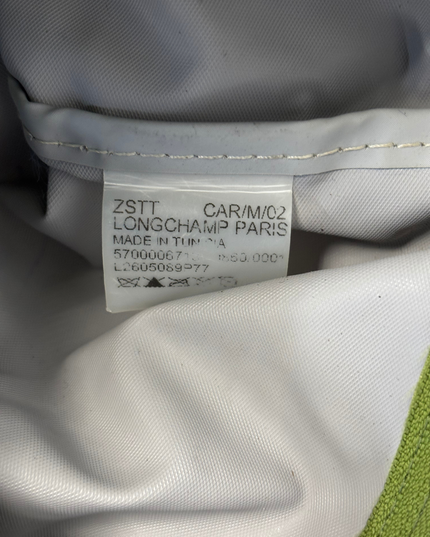 ZSTT CAR/M/02
LONGCHAMP PARIS
MADE IN TUNISIA
L2605089P77